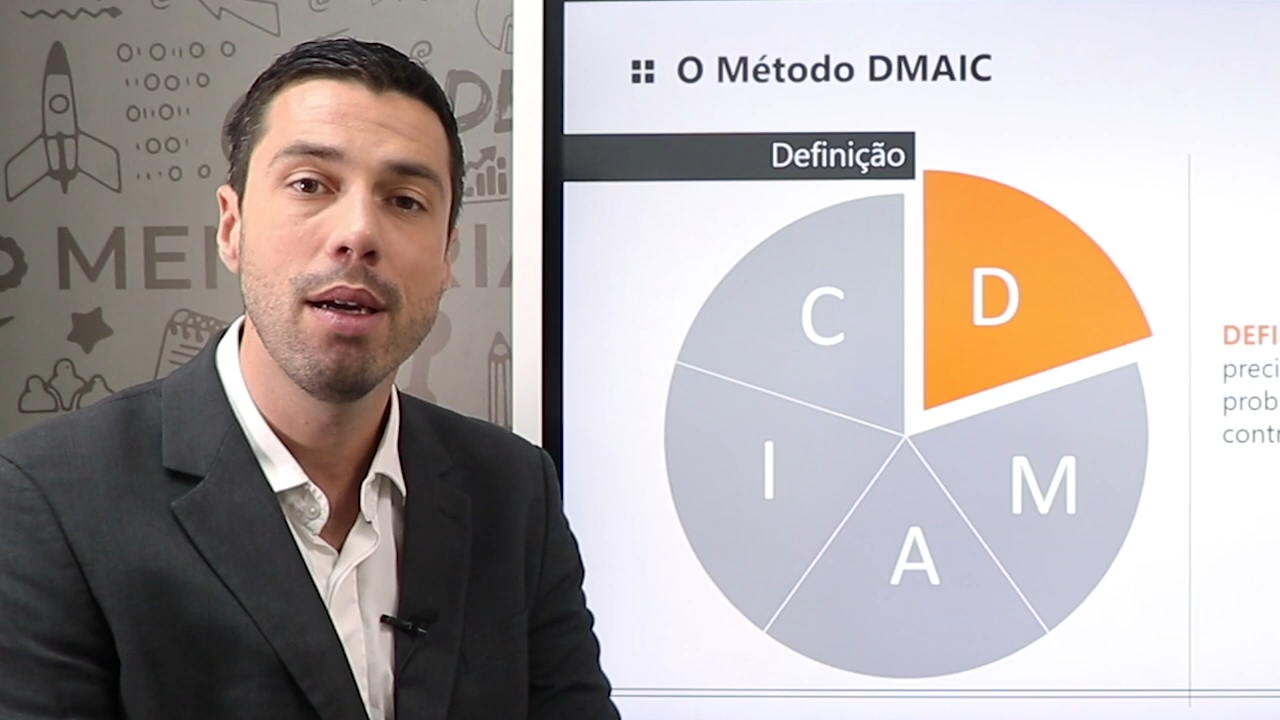 O Método DMAIC
Definição
C
D
I
M
A
DEFI
preci
prob
contr